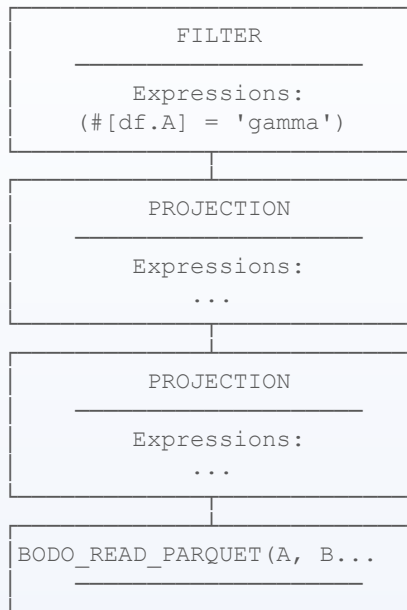 FILTER
Expressions:
(#[df.A] = 'gamma')
PROJECTION
Expressions:
...
PROJECTION
Expressions:
...
BODO_READ_PARQUET(A, B...